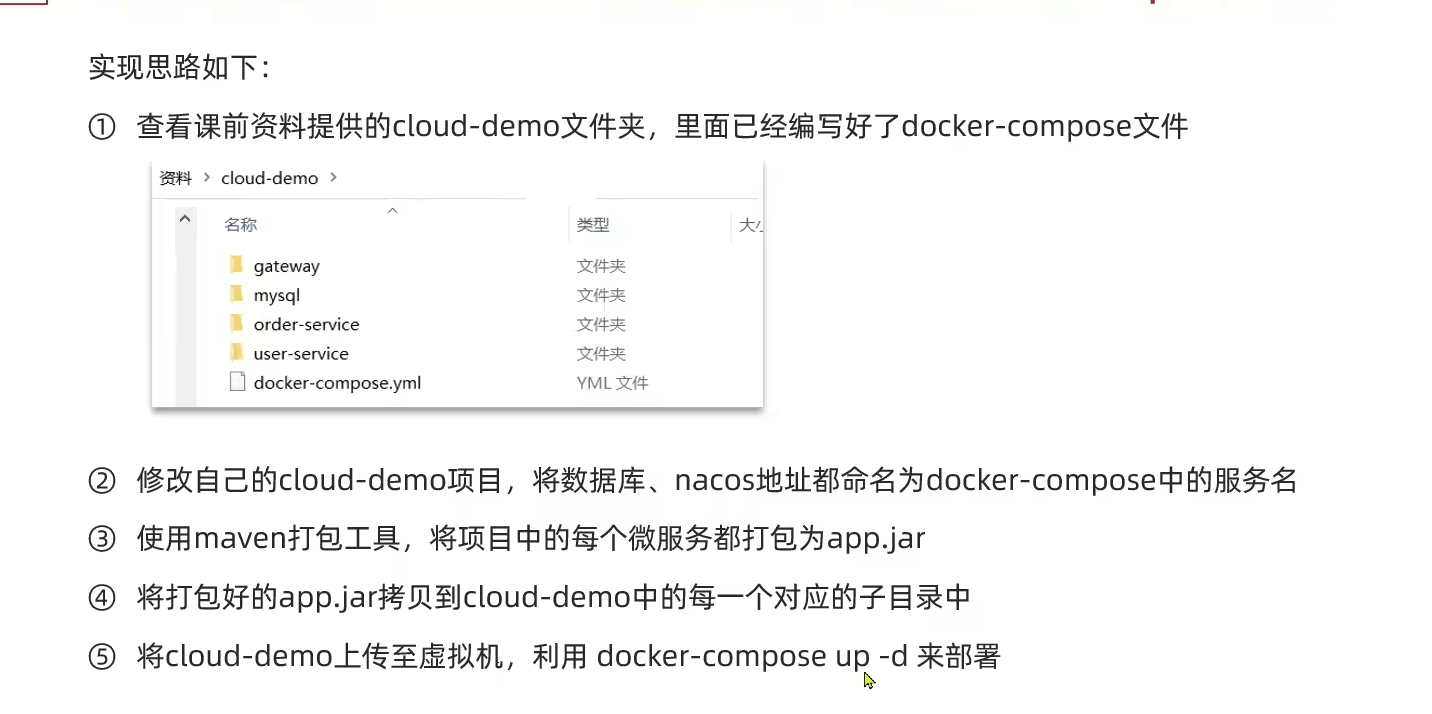 实现思路如下：
① 查看课前资料提供的cloud-demo文件夹，里面已经编写好了docker-compose文件
资料 > cloud-demo >
名称 类型
gateway 文件夹
mysql 文件夹
order-service 文件夹
user-service 文件夹
docker-compose.yml YML 文件
② 修改自己的cloud-demo项目，将数据库、nacos地址都命名为docker-compose中的服务名
③ 使用maven打包工具，将项目中的每个微服务都打包为app.jar
④ 将打包好的app.jar拷贝到cloud-demo中的每一个对应的子目录中
⑤ 将cloud-demo上传至虚拟机，利用 docker-compose up -d 来部署